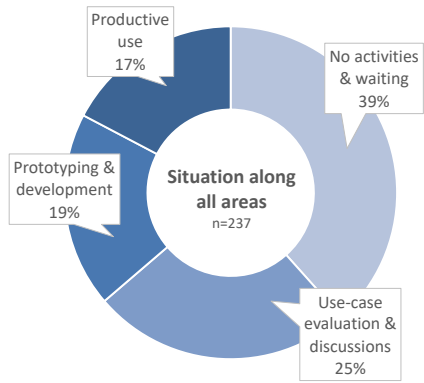 Productive
use
17%
No activities
& waiting
39%
Prototyping &
development
19%
Situation along
all areas
n=237
Use-case
evaluation &
discussions
25%